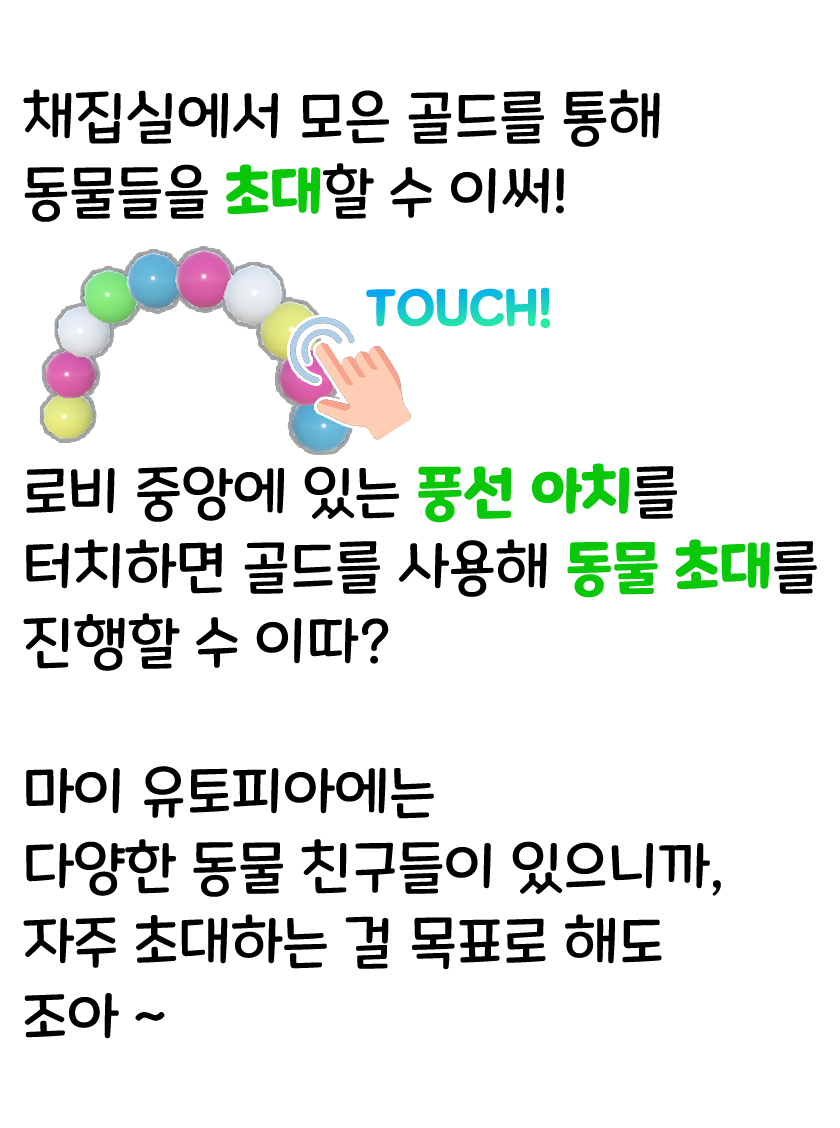 채집실에서 모은 골드를 통해
동물들을 초대할 수 이써!
TOUCH!
로비 중앙에 있는 풍선 아치를
터치하면 골드를 사용해 동물 초대를
진행할 수 이따?
마이 유토피아에는
다양한 동물 친구들이 있으니까,
자주 초대하는 걸 목표로 해도
조아 ~